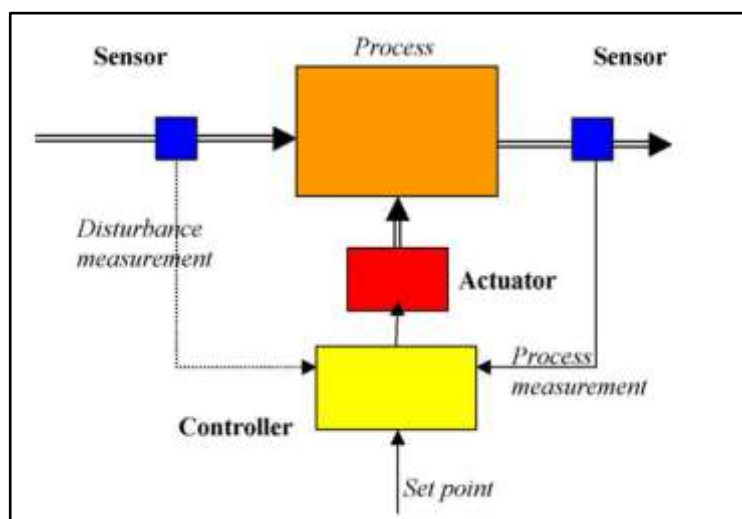 Process
Sensor
Sensor
Disturbance
measurement
Actuator
Process
measurement
Controller
Set point